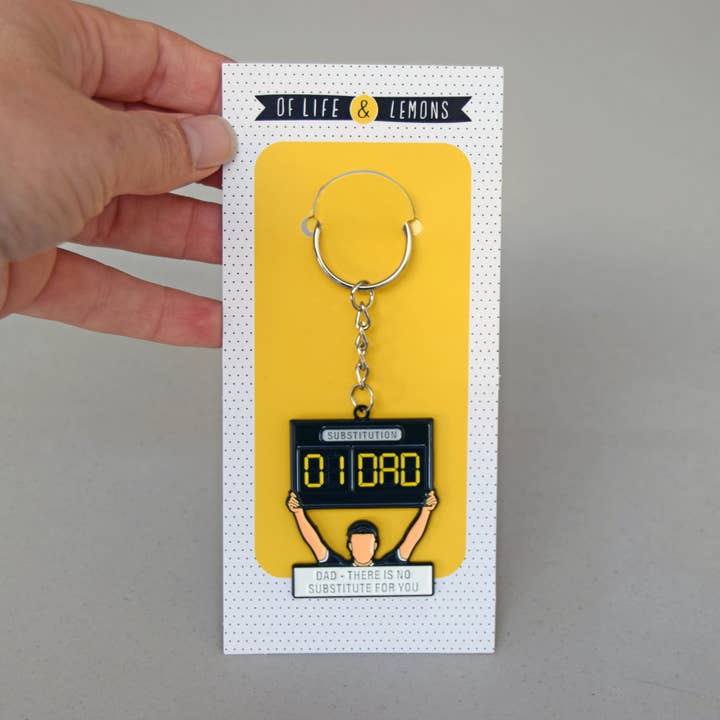 OF LIFE & LEMONS
SUBSTITUTION
01 DAD
DAD - THERE IS NO
SUBSTITUTE FOR YOU